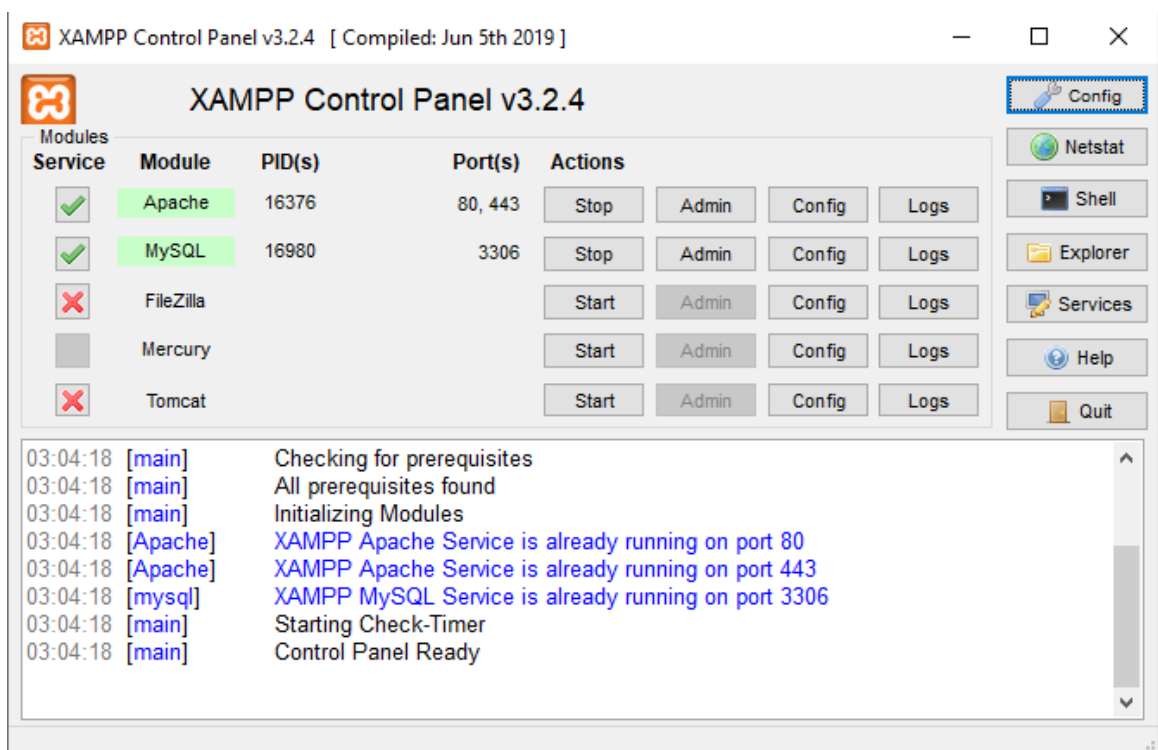 XAMPP Control Panel v3.2.4 [ Compiled: Jun 5th 2019 ]
XAMPP Control Panel v3.2.4
Config
Modules
Service Module PID(s) Port(s) Actions
Netstat
Apache 16376 80, 443 Stop Admin Config Logs
Shell
MySQL 16980 3306 Stop Admin Config Logs
Explorer
FileZilla Start Admin Config Logs
Services
Mercury Start Admin Config Logs
Help
Tomcat Start Admin Config Logs
Quit
03:04:18 [main] Checking for prerequisites
03:04:18 [main] All prerequisites found
03:04:18 [main] Initializing Modules
03:04:18 [Apache] XAMPP Apache Service is already running on port 80
03:04:18 [Apache] XAMPP Apache Service is already running on port 443
03:04:18 [mysql] XAMPP MySQL Service is already running on port 3306
03:04:18 [main] Starting Check-Timer
03:04:18 [main] Control Panel Ready